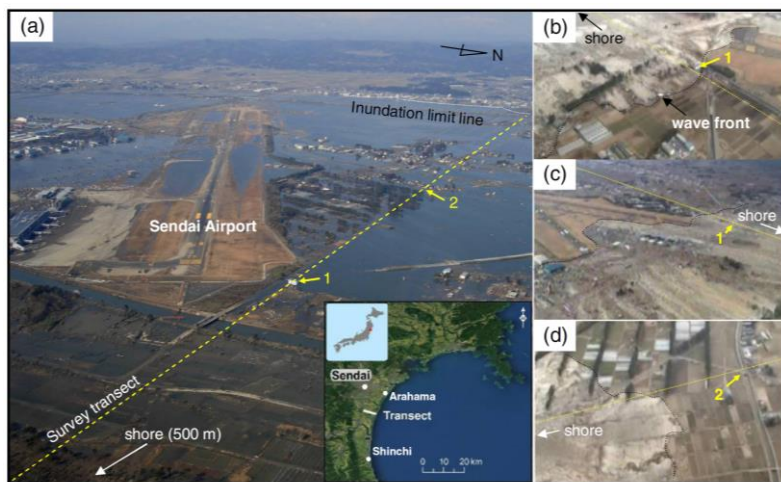 (a)
N
Inundation limit line
2
Sendai Airport
1
Survey transect
shore (500 m)
Sendai
Arahama
Transect
Shinchi
0 10 20 km
(b)
shore
1
wave front
(c)
shore
1
(d)
2
shore